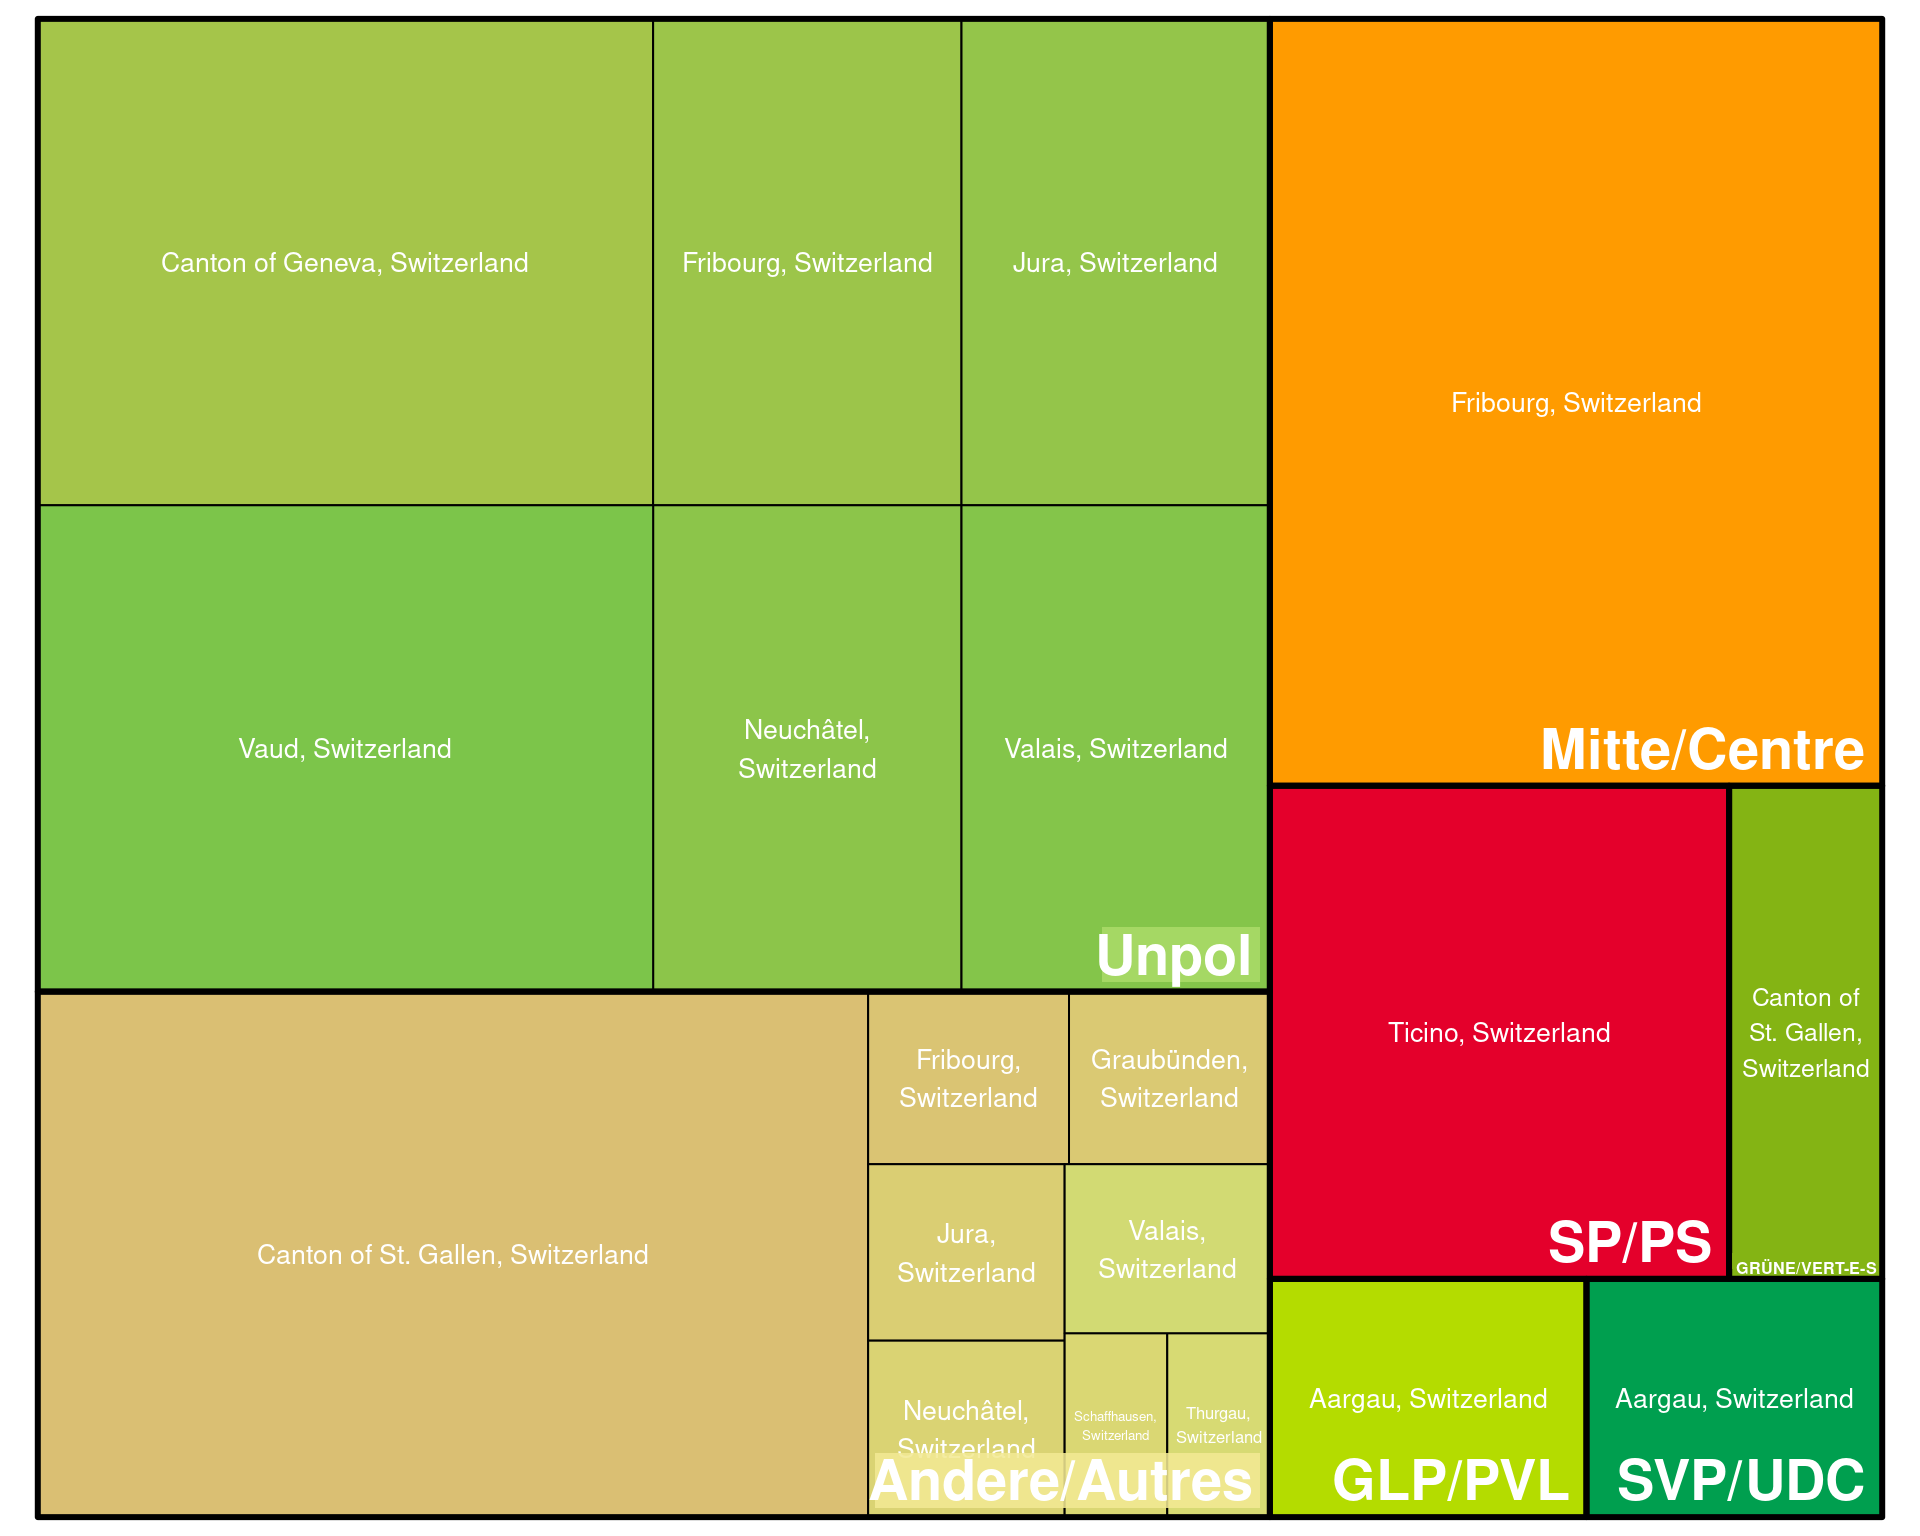 Canton of Geneva, Switzerland
Fribourg, Switzerland
Jura, Switzerland
Vaud, Switzerland
Neuchâtel,
Switzerland
Valais, Switzerland
Unpol
Fribourg, Switzerland
Mitte/Centre
Ticino, Switzerland
SP/PS
Canton of
St. Gallen,
Switzerland
GRÜNE/VERT-E-S
Canton of St. Gallen, Switzerland
Fribourg,
Switzerland
Graubünden,
Switzerland
Jura,
Switzerland
Valais,
Switzerland
Neuchâtel,
Switzerland
Schaffhausen,
Switzerland
Thurgau,
Switzerland
Andere/Autres
Aargau, Switzerland
GLP/PVL
Aargau, Switzerland
SVP/UDC